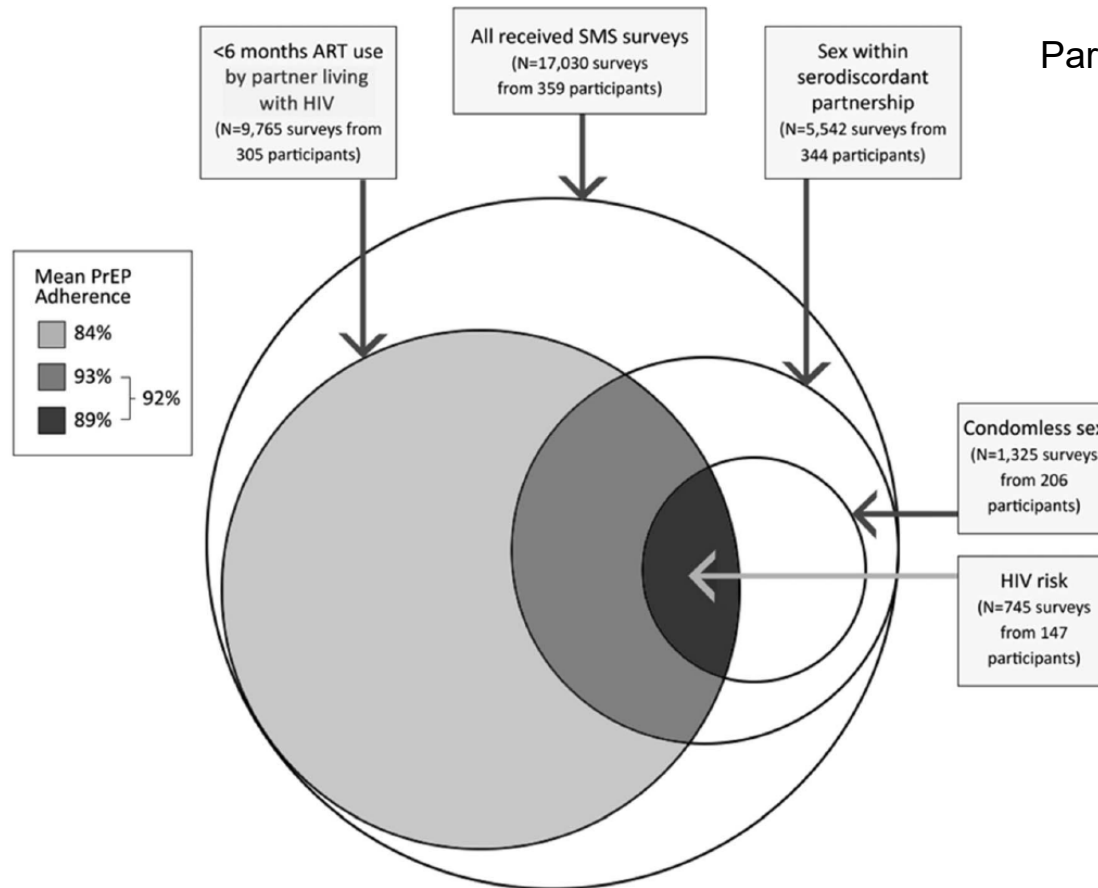 <6 months ART use
by partner living
with HIV
(N=9,765 surveys from
305 participants)
All received SMS surveys
(N=17,030 surveys
from 359 participants)
Sex within
serodiscordant
partnership
(N=5,542 surveys from
344 participants)
Par
Mean PrEP
Adherence
84%
93%
92%
89%
Condomless sex
(N=1,325 surveys
from 206
participants)
HIV risk
(N=745 surveys
from 147
participants)